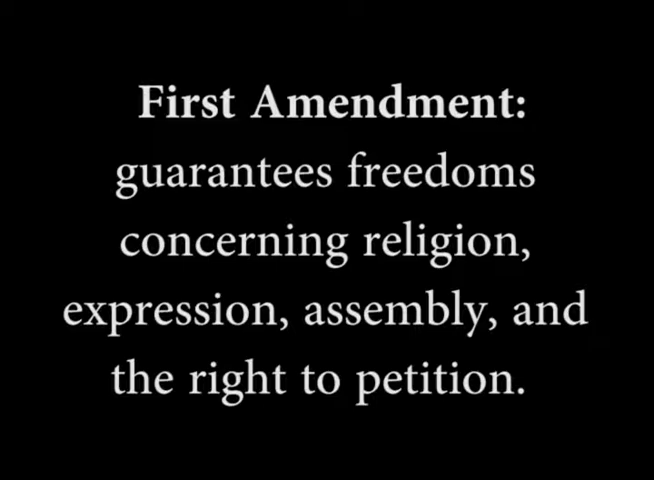 First Amendment:
guarantees freedoms
concerning religion,
expression, assembly, and
the right to petition.